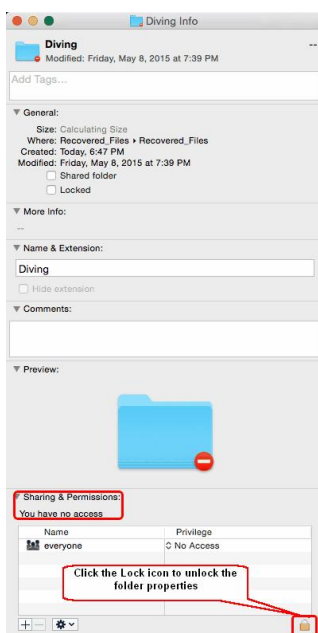 Diving Info
Diving
--
Modified: Friday, May 8, 2015 at 7:39 PM
Add Tags...
General:
Size: Calculating Size
Where: Recovered_Files ▸ Recovered_Files
Created: Today, 6:47 PM
Modified: Friday, May 8, 2015 at 7:39 PM
Shared folder
Locked
More Info:
--
Name & Extension:
Diving
Hide extension
Comments:
Preview:
Sharing & Permissions:
You have no access
Name Privilege
everyone No Access
Click the Lock icon to unlock the
folder properties